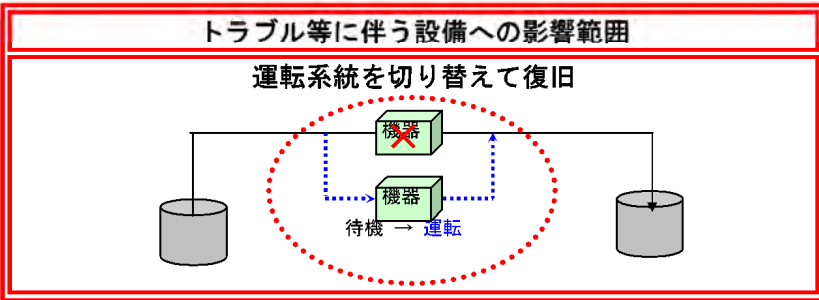 トラブル等に伴う設備への影響範囲
運転系統を切り替えて復旧
機器
機器
待機 → 運転